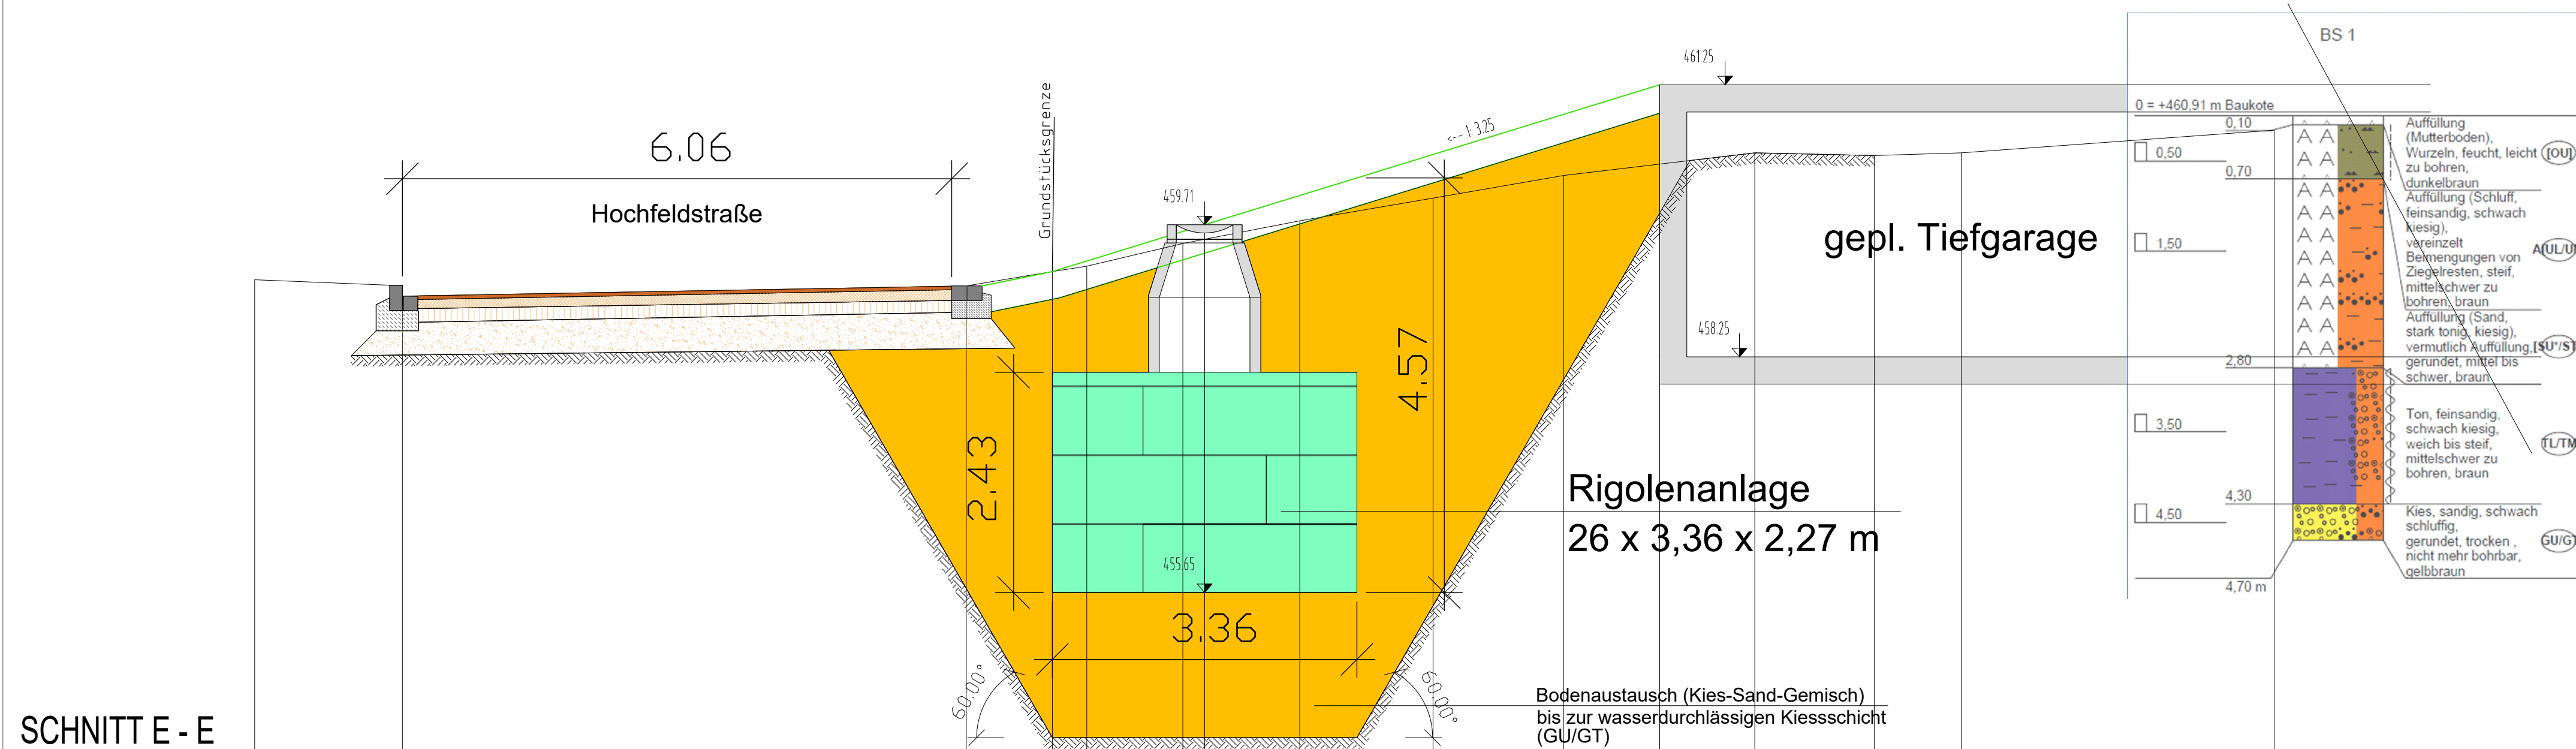 6.06
Hochfeldstraße
Grundstücksgrenze
459.71
<-- 1: 3.25
461.25
458.25
gepl. Tiefgarage
4.57
2.43
455.65
3.36
60.00°
60.00°
Rigolenanlage
26 x 3,36 x 2,27 m
Bodenaustausch (Kies-Sand-Gemisch)
bis zur wasserdurchlässigen Kiessschicht
(GU/GT)
SCHNITT E - E
BS 1
0 = +460,91 m Baukote
0,10
0,50
0,70
1,50
2,80
3,50
4,30
4,50
4,70 m
Auffüllung
(Mutterboden),
Wurzeln, feucht, leicht
zu bohren,
dunkelbraun
[OU]
Auffüllung (Schluff,
feinsandig, schwach
kiesig),
vereinzelt
Beimengungen von
Ziegelresten, steif,
mittelschwer zu
bohren, braun
Auffüllung (Sand,
stark tonig, kiesig),
vermutlich Auffüllung,
gerundet, mittel bis
schwer, braun
Ton, feinsandig,
schwach kiesig,
weich bis steif,
mittelschwer zu
bohren, braun
TL/TM
Kies, sandig, schwach
schluffig,
gerundet, trocken ,
nicht mehr bohrbar,
gelbbraun